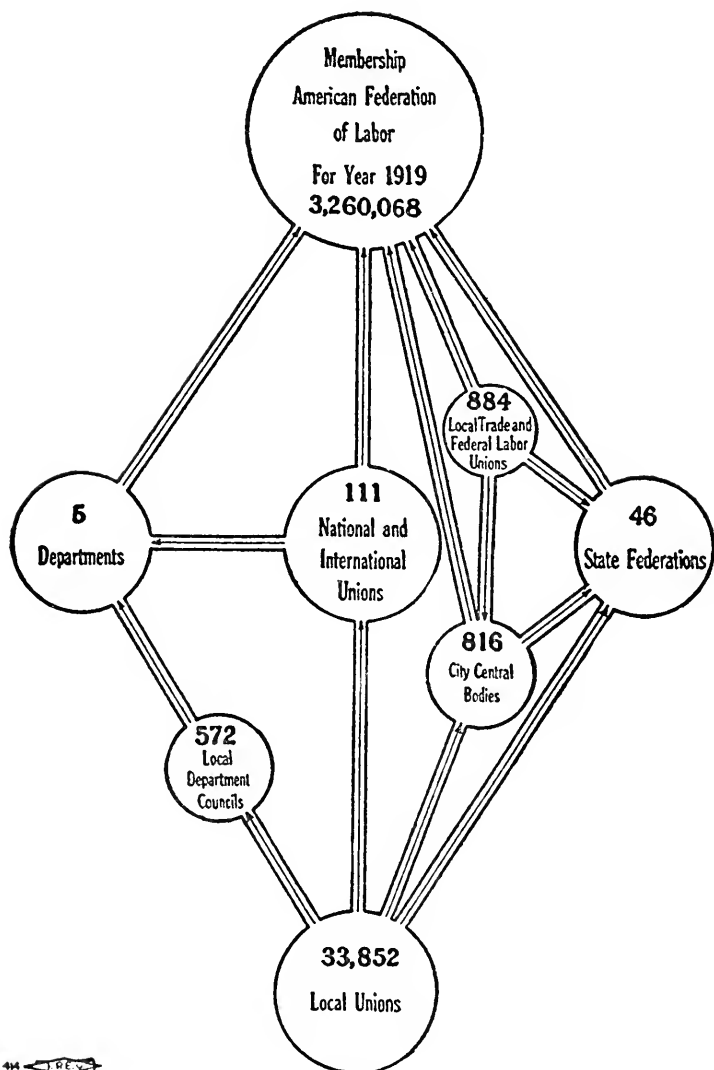 Membership
American Federation
of Labor
For Year 1919
3,260,068
884
Local Trade and
Federal Labor
Unions
5
Departments
111
National and
International
Unions
46
State Federations
816
City Central
Bodies
572
Local
Department
Councils
33,852
Local Unions
414